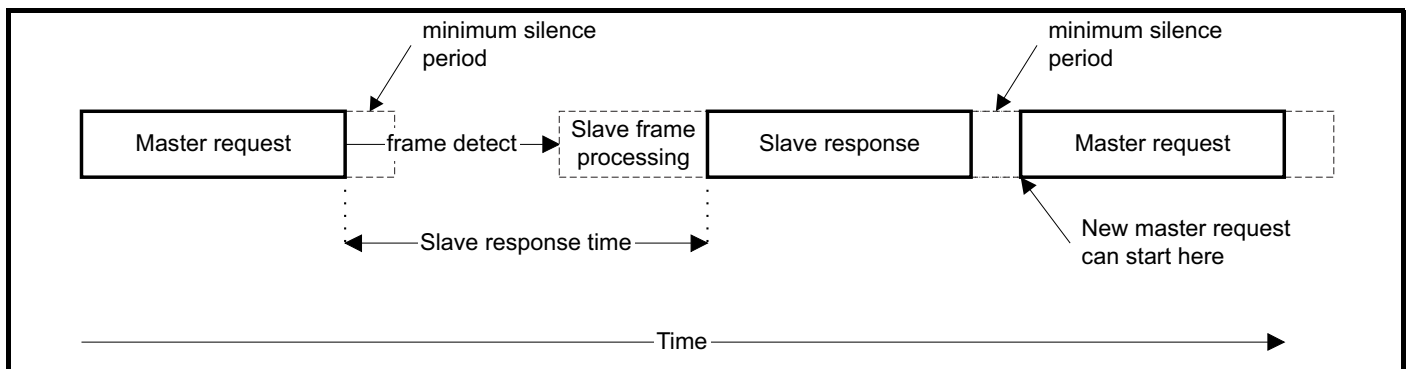 minimum silence
period
minimum silence
period
Master request
frame detect
Slave frame
processing
Slave response
Master request
Slave response time
New master request
can start here
Time